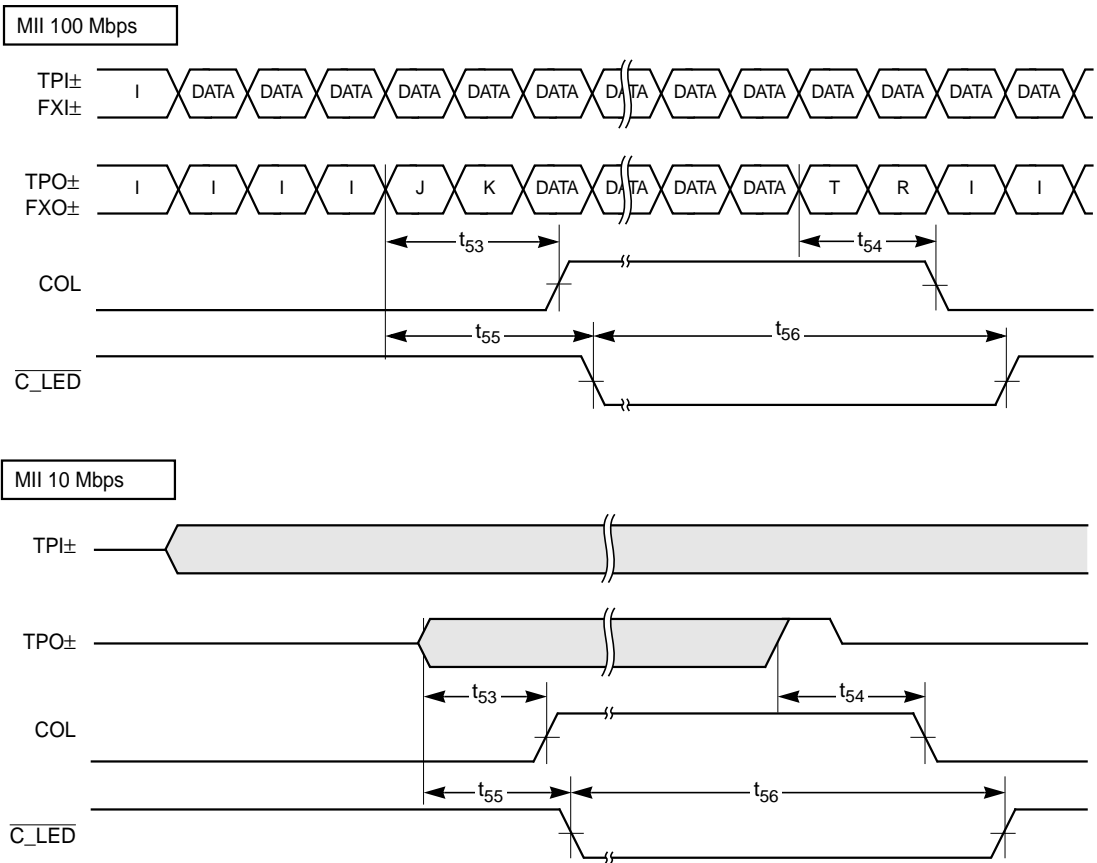 MII 100 Mbps
TPI±
FXI±
I DATA DATA DATA DATA DATA DATA DATA DATA DATA DATA DATA DATA DATA
TPO±
FXO±
I I I I J K DATA DATA DATA DATA T R I I
t53 t54
COL
t55 t56
C_LED
MII 10 Mbps
TPI±
TPO±
t53 t54
COL
t55 t56
C_LED